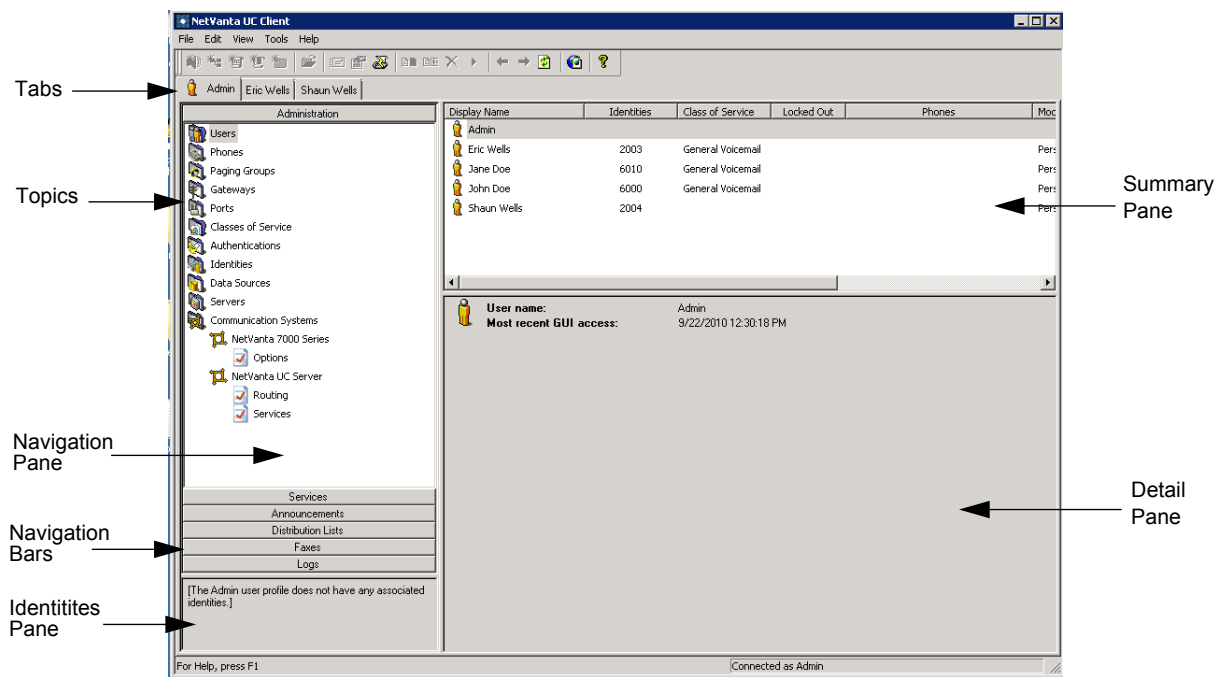 NetVanta UC Client
File Edit View Tools Help
Tabs
Admin Eric Wells Shaun Wells
Administration
Topics
Users
Phones
Paging Groups
Gateways
Ports
Classes of Service
Authentications
Identities
Data Sources
Servers
Communication Systems
NetVanta 7000 Series
Options
NetVanta UC Server
Routing
Services
Navigation
Pane
Services
Announcements
Distribution Lists
Faxes
Logs
Navigation
Bars
[The Admin user profile does not have any associated
identities.]
Identitites
Pane
Display Name Identities Class of Service Locked Out Phones Moc
Admin
Eric Wells 2003 General Voicemail Pers
Jane Doe 6010 General Voicemail Pers
John Doe 6000 General Voicemail Pers
Shaun Wells 2004 Pers
Summary
Pane
User name: Admin
Most recent GUI access: 9/22/2010 12:30:18 PM
Detail
Pane
For Help, press F1 Connected as Admin